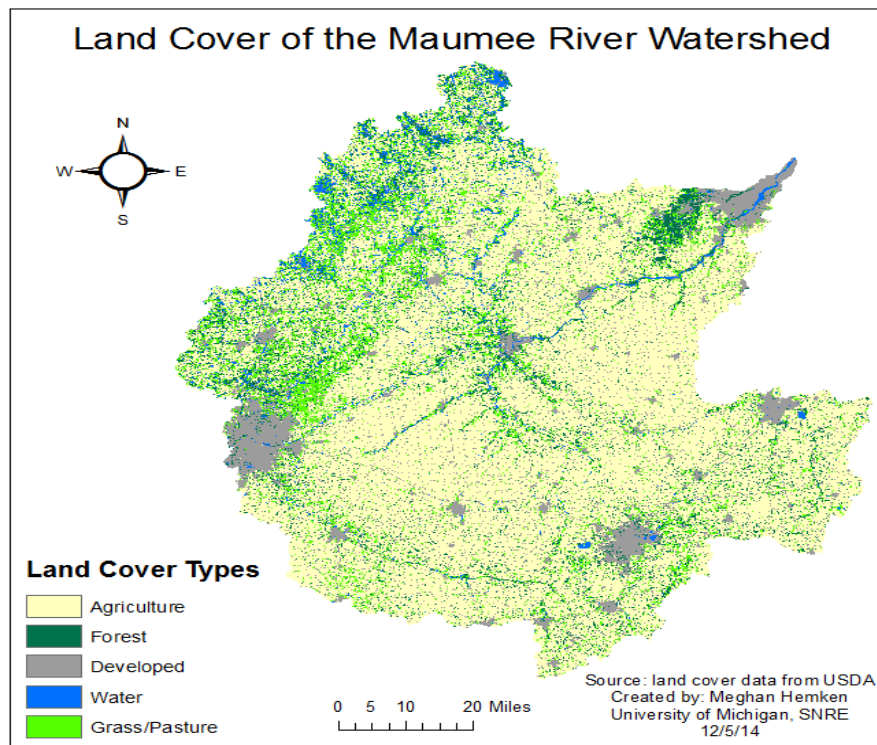 Land Cover of the Maumee River Watershed
N
W E
S
Land Cover Types
Agriculture
Forest
Developed
Water
Grass/Pasture
0 5 10 20 Miles
Source: land cover data from USDA
Created by: Meghan Hemken
University of Michigan, SNRE
12/5/14